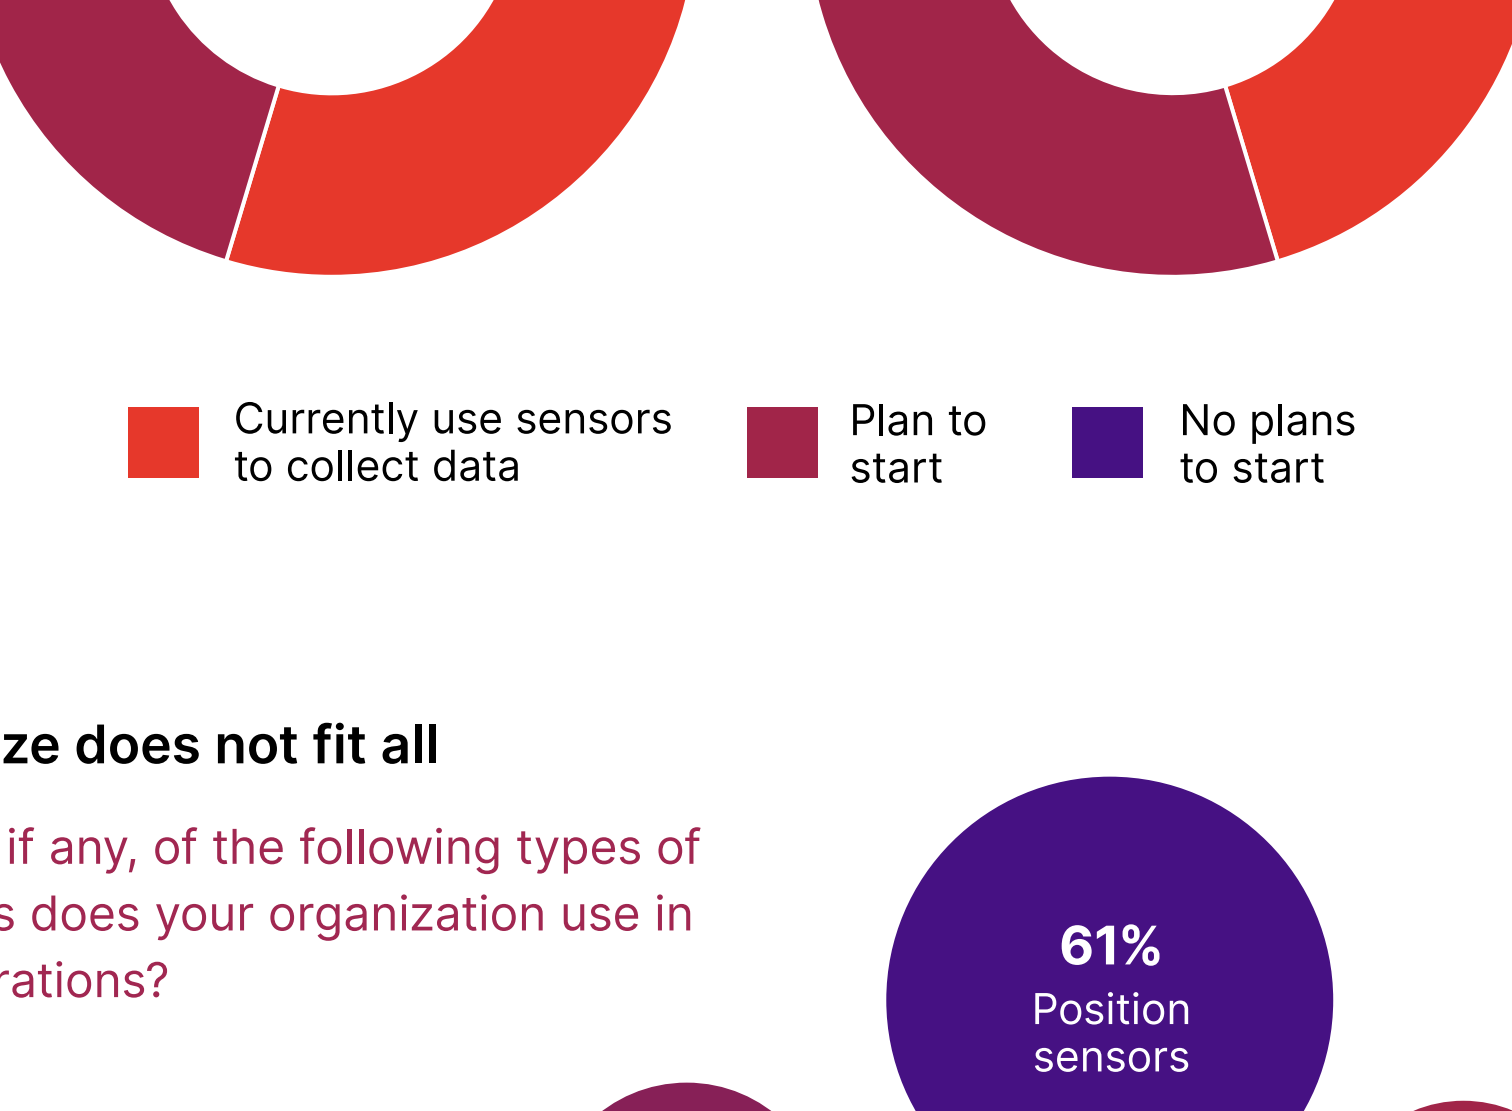 Currently use sensors
to collect data
Plan to
start
No plans
to start
ze does not fit all
if any, of the following types of
s does your organization use in
rations?
61%
Position
sensors